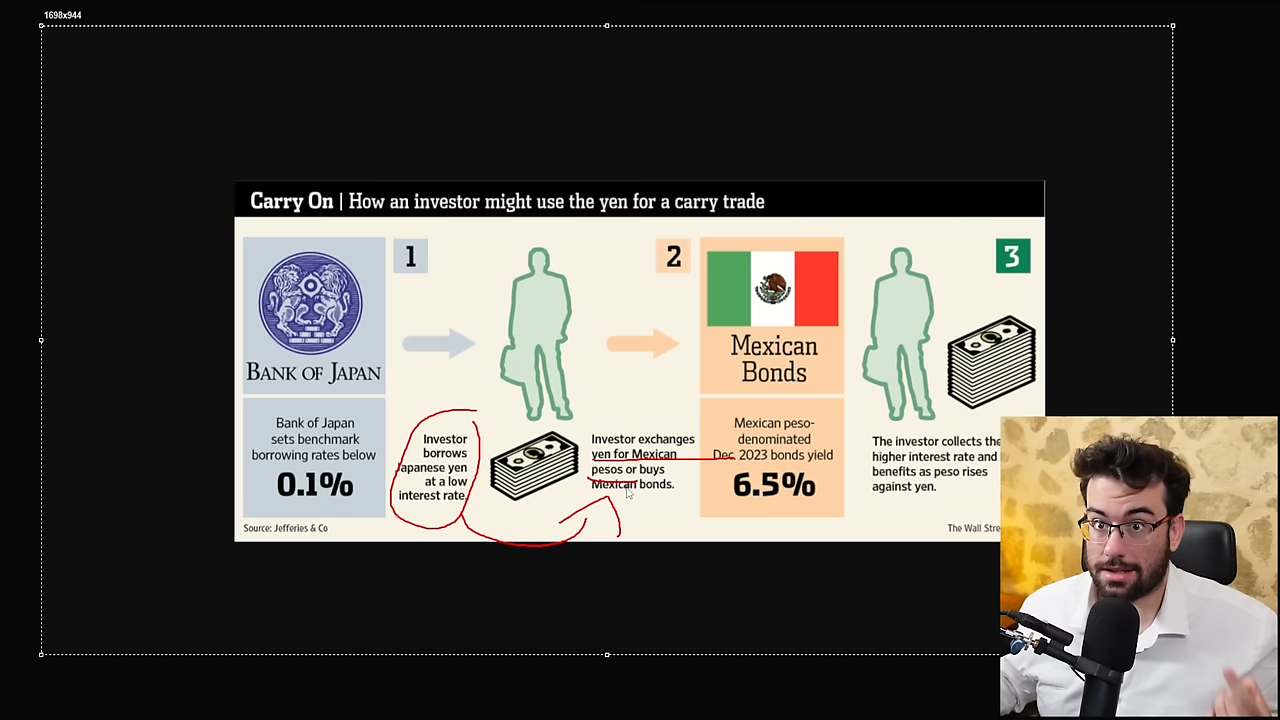 1698x944
Carry On | How an investor might use the yen for a carry trade
1
2
3
BANK OF JAPAN
Mexican
Bonds
Bank of Japan
sets benchmark
borrowing rates below
0.1%
Investor
borrows
Japanese yen
at a low
interest rate.
Investor exchanges
yen for Mexican
pesos or buys
Mexican bonds.
Mexican peso-
denominated
Dec. 2023 bonds yield
6.5%
The investor collects the
higher interest rate and
benefits as peso rises
against yen.
Source: Jefferies & Co
The Wall